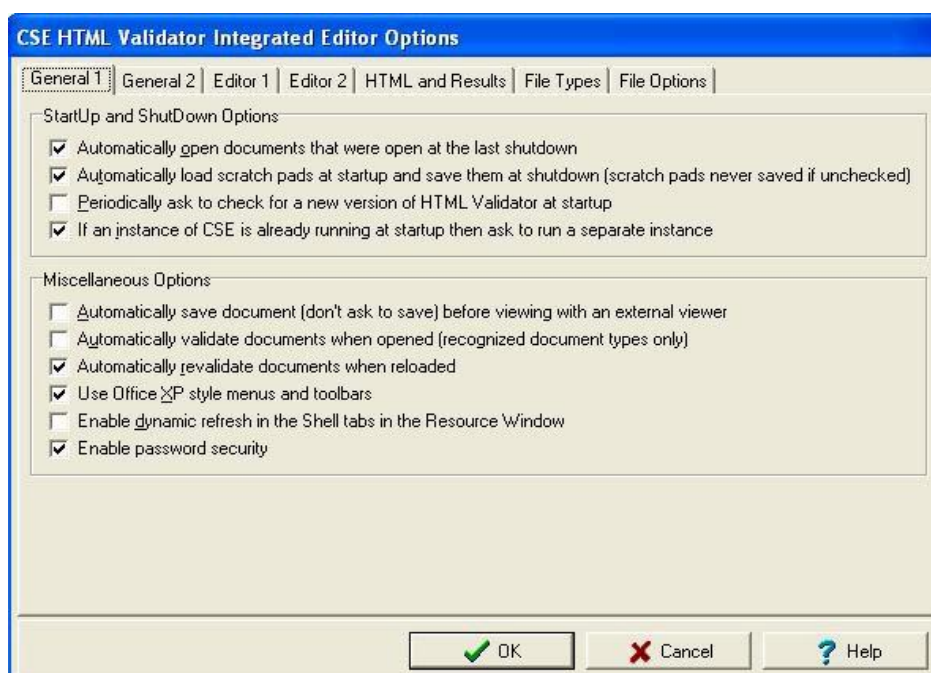 CSE HTML Validator Integrated Editor Options
General 1 General 2 Editor 1 Editor 2 HTML and Results File Types File Options
StartUp and ShutDown Options
Automatically open documents that were open at the last shutdown
Automatically load scratch pads at startup and save them at shutdown (scratch pads never saved if unchecked)
Periodically ask to check for a new version of HTML Validator at startup
If an instance of CSE is already running at startup then ask to run a separate instance
Miscellaneous Options
Automatically save document (don't ask to save) before viewing with an external viewer
Automatically validate documents when opened (recognized document types only)
Automatically revalidate documents when reloaded
Use Office XP style menus and toolbars
Enable dynamic refresh in the Shell tabs in the Resource Window
Enable password security
OK Cancel Help